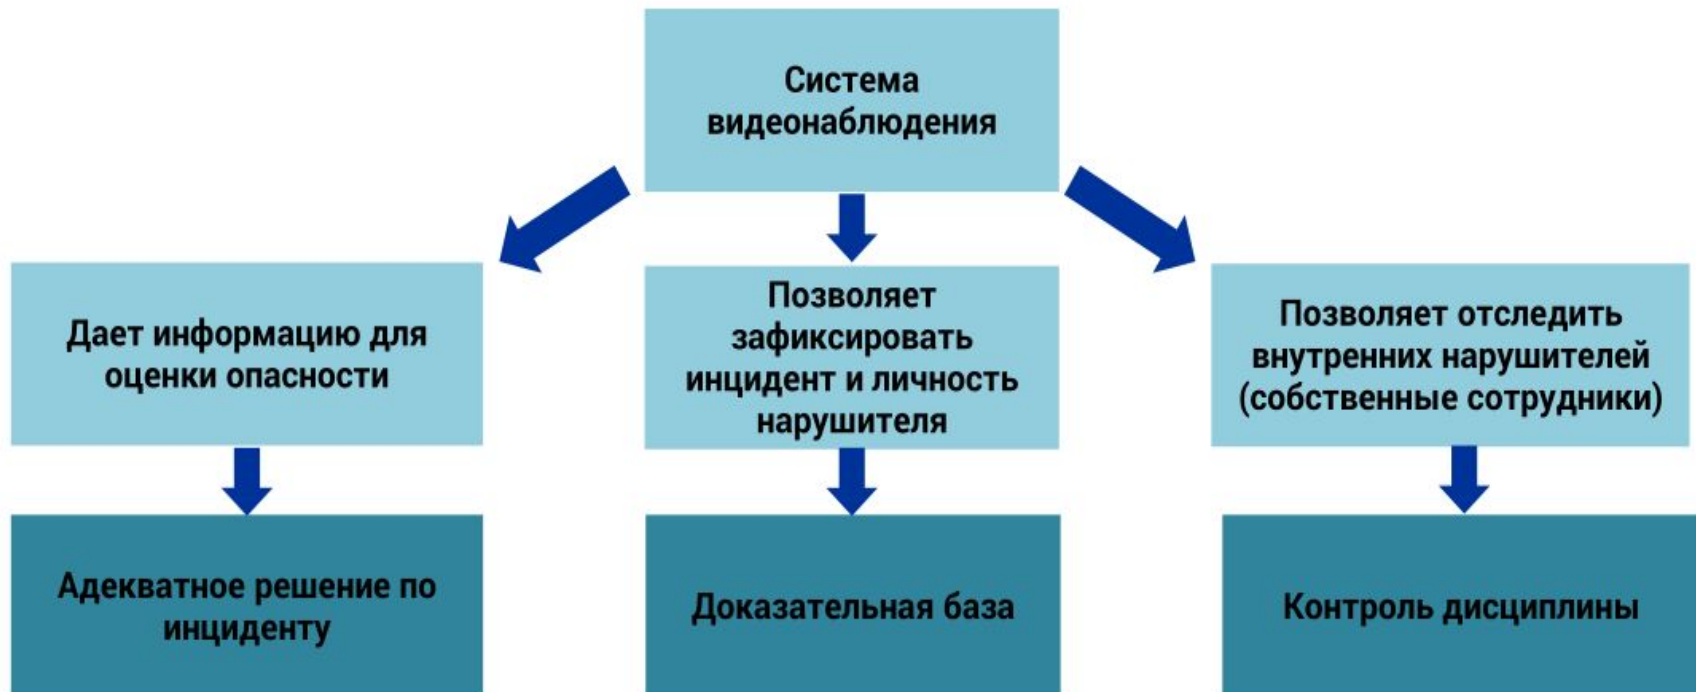 Система
видеонаблюдения
Дает информацию для
оценки опасности
Позволяет
зафиксировать
инцидент и личность
нарушителя
Позволяет отследить
внутренних нарушителей
(собственные сотрудники)
Адекватное решение по
инциденту
Доказательная база
Контроль дисциплины